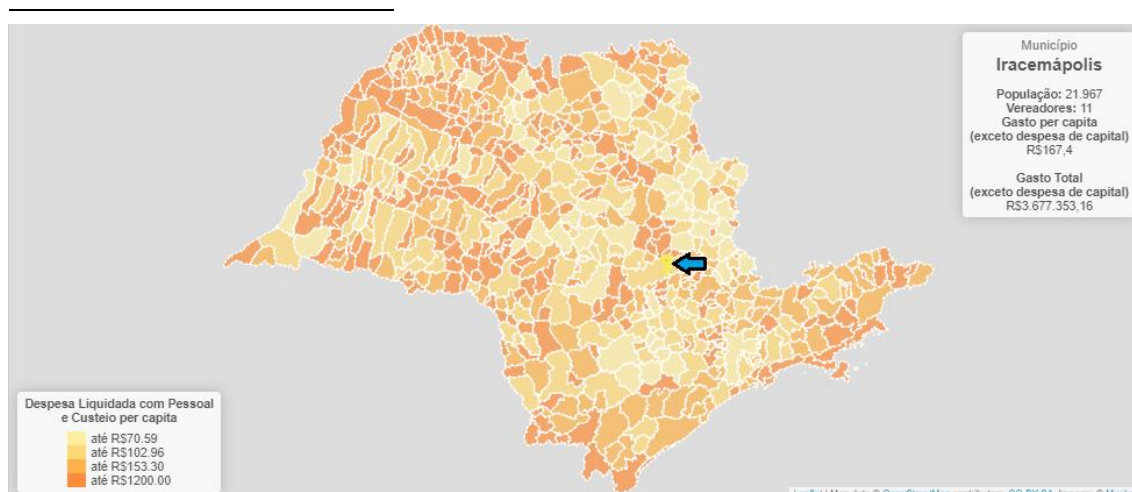 Município
Iracemápolis
População: 21.967
Vereadores: 11
Gasto per capita
(exceto despesa de capital)
R$167,4
Gasto Total
(exceto despesa de capital)
R$3.677.353,16
Despesa Liquidada com Pessoal
e Custeio per capita
até R$70.59
até R$102.96
até R$153.30
até R$1200.00